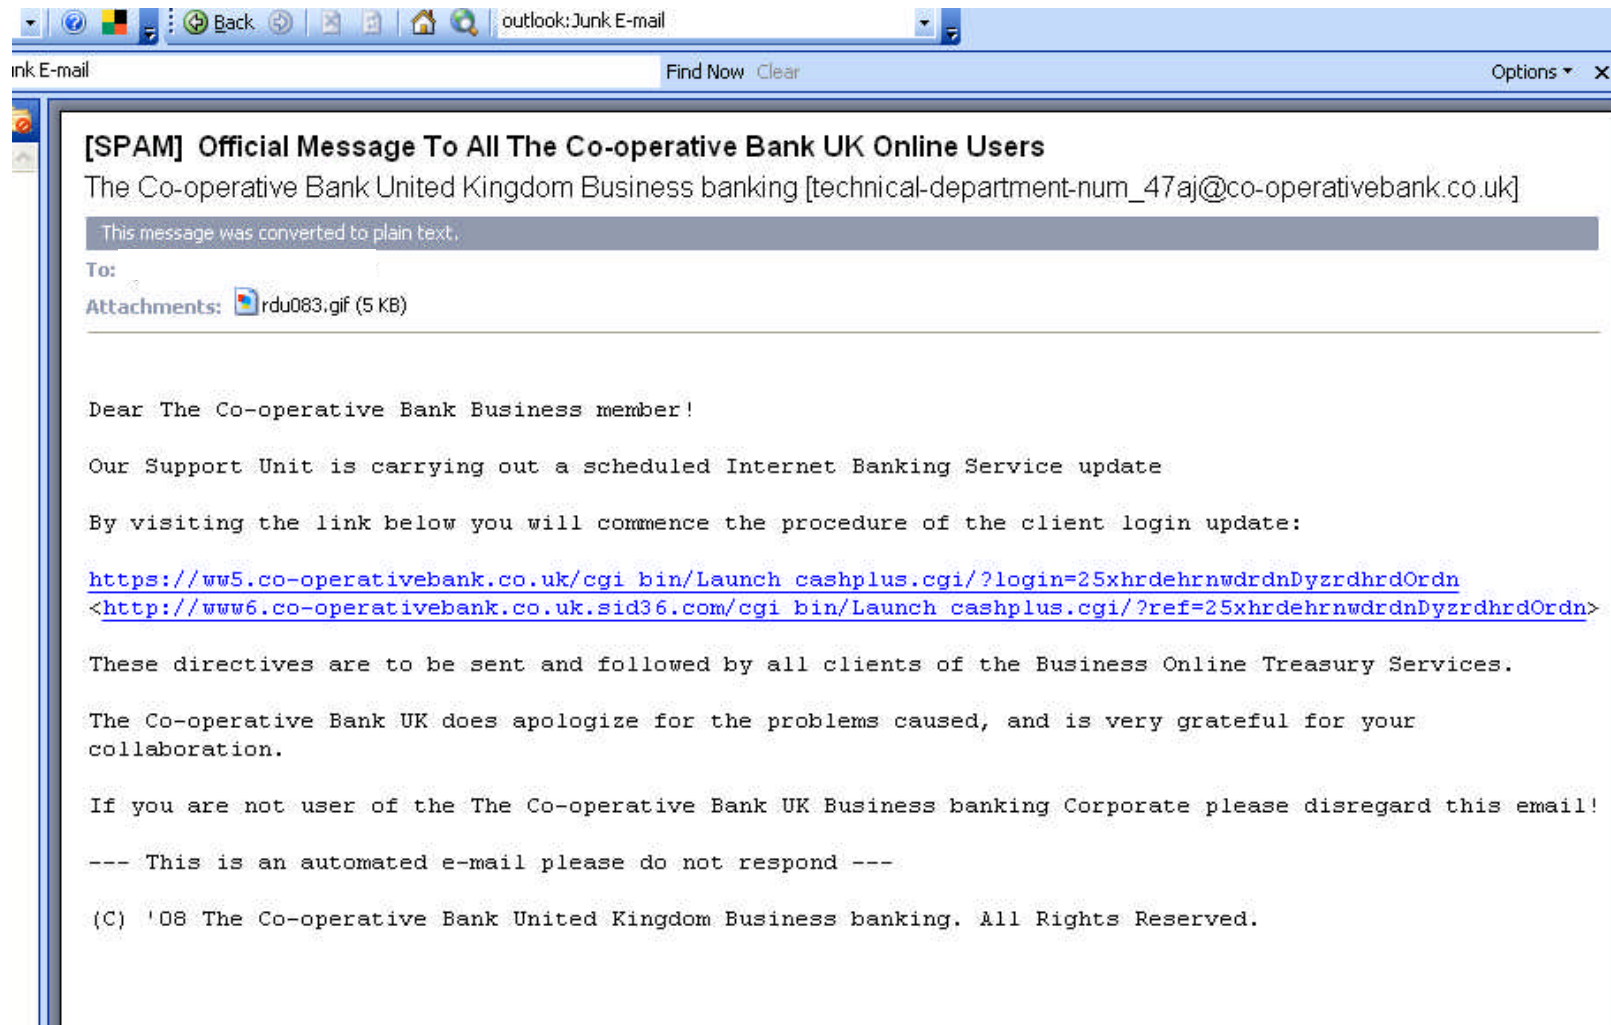 Back outlook:Junk E-mail
nk E-mail Find Now Clear Options
[SPAM] Official Message To All The Co-operative Bank UK Online Users
The Co-operative Bank United Kingdom Business banking [technical-department-num_47aj@co-operativebank.co.uk]
This message was converted to plain text.
To:
Attachments: rdu083.gif (5 KB)
Dear The Co-operative Bank Business member!
Our Support Unit is carrying out a scheduled Internet Banking Service update
By visiting the link below you will commence the procedure of the client login update:
https://ww5.co-operativebank.co.uk/cgi bin/Launch cashplus.cgi/?login=25xhrdehrnwdrdnDyzrdhrdOrdn
<http://www6.co-operativebank.co.uk.sid36.com/cgi bin/Launch cashplus.cgi/?ref=25xhrdehrnwdrdnDyzrdhrdOrdn>
These directives are to be sent and followed by all clients of the Business Online Treasury Services.
The Co-operative Bank UK does apologize for the problems caused, and is very grateful for your
collaboration.
If you are not user of the The Co-operative Bank UK Business banking Corporate please disregard this email!
--- This is an automated e-mail please do not respond ---
(C) '08 The Co-operative Bank United Kingdom Business banking. All Rights Reserved.